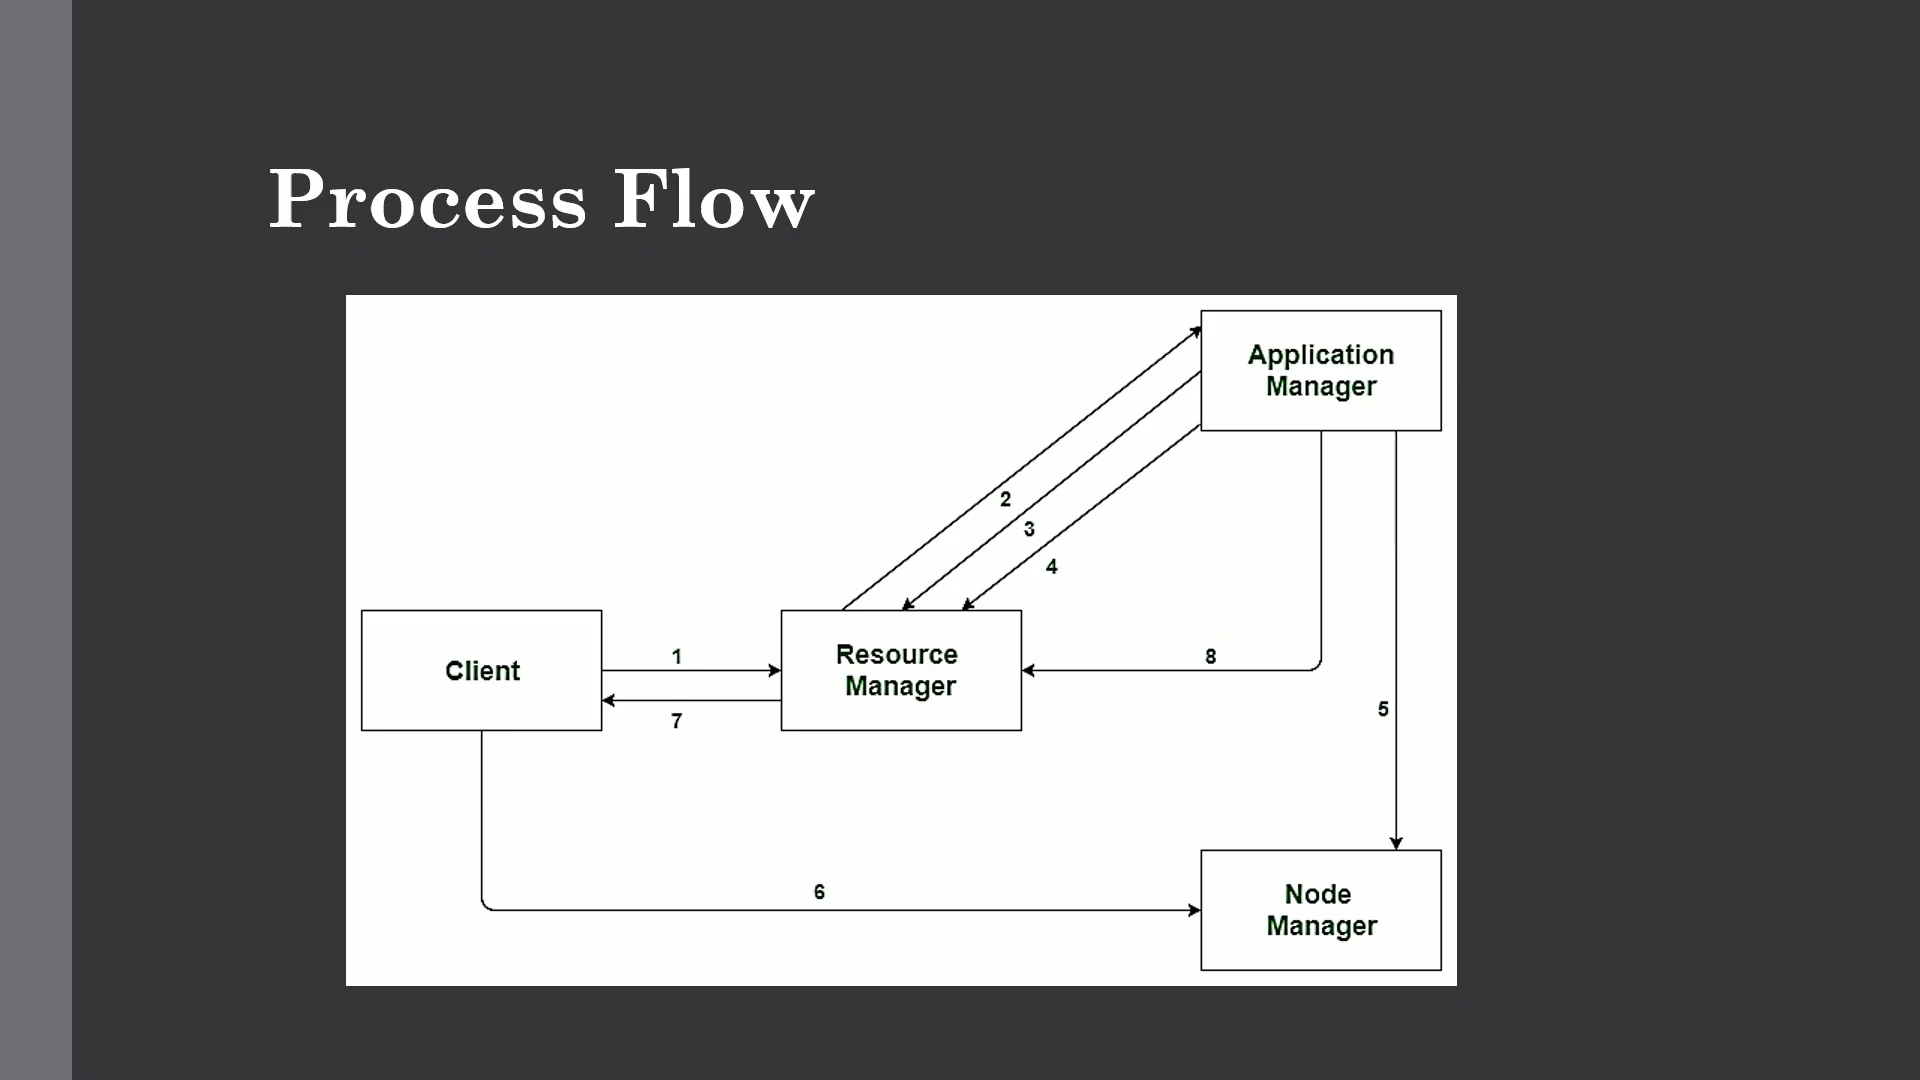 Process Flow
Application
Manager
2
3
4
Client
1
7
Resource
Manager
8
5
6
Node
Manager